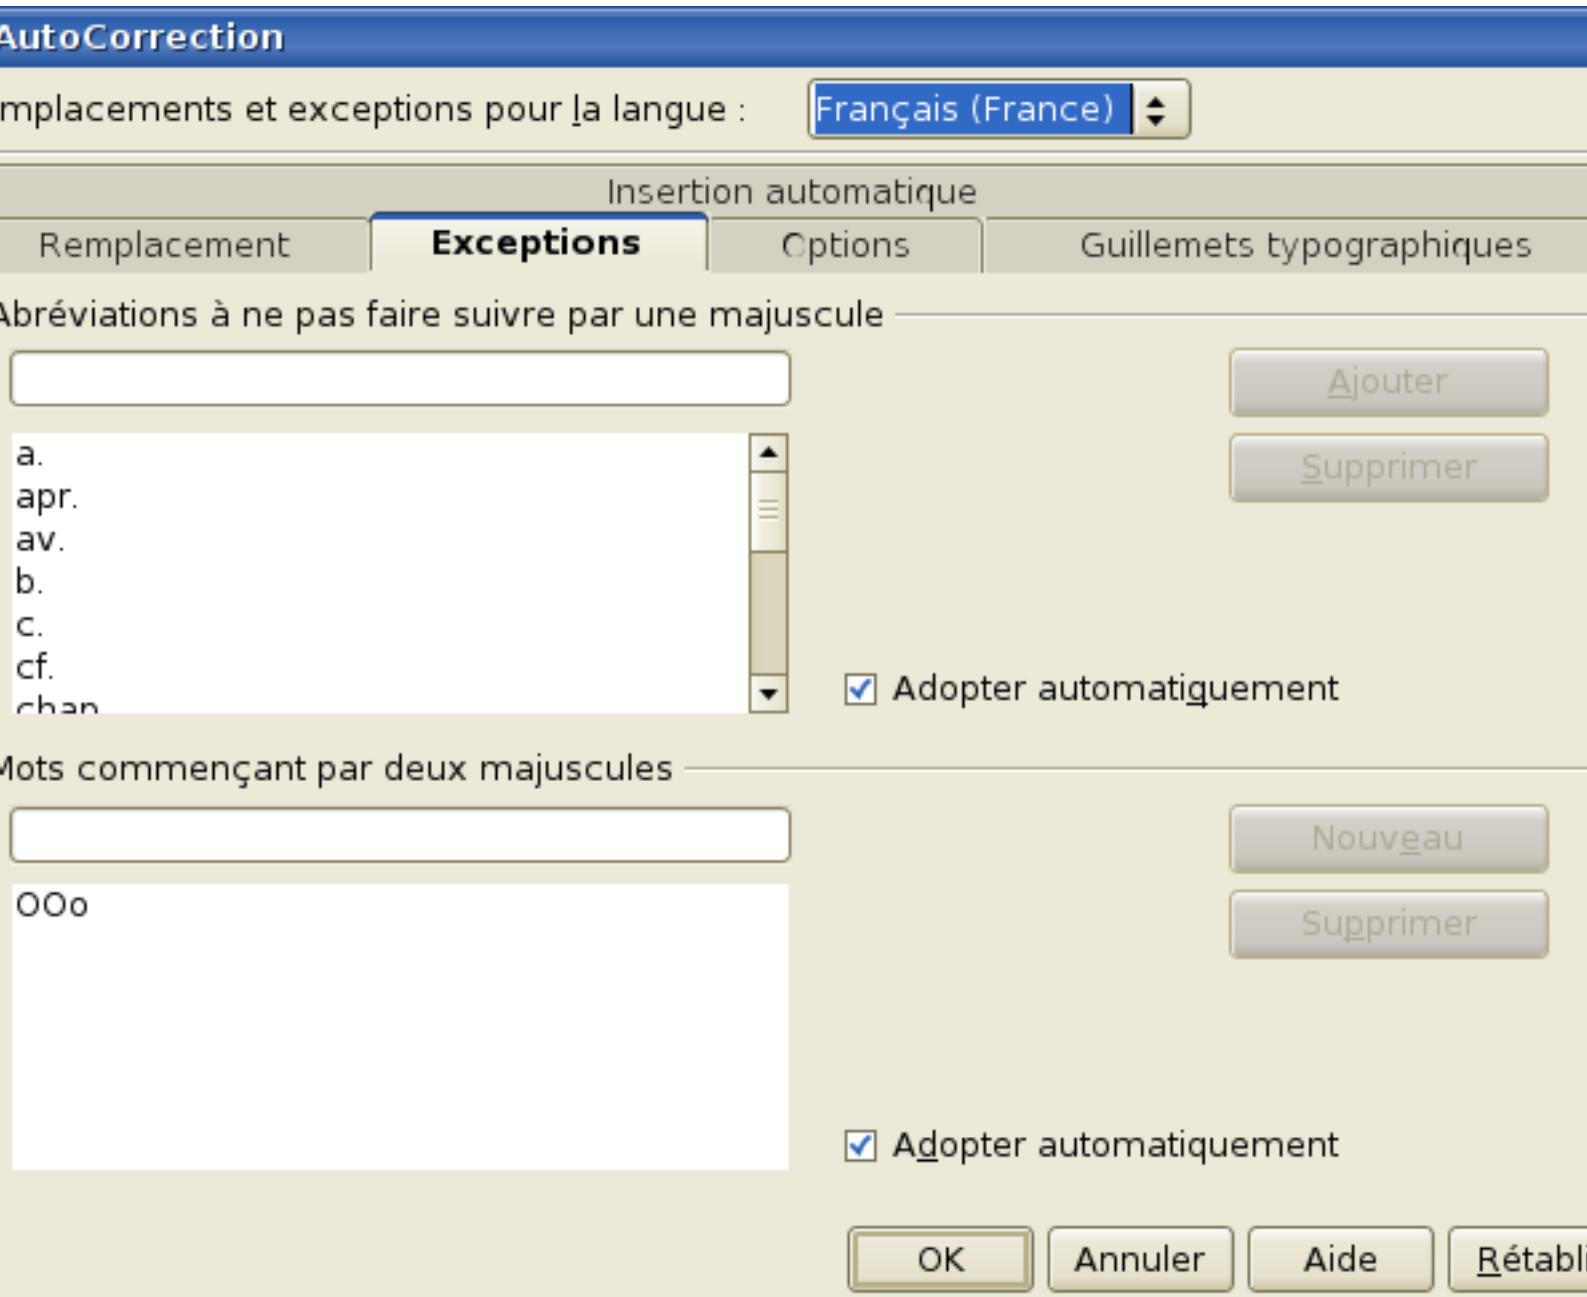 AutoCorrection
mplacements et exceptions pour la langue : Français (France)
Insertion automatique
Remplacement Exceptions Options Guillemets typographiques
Abréviations à ne pas faire suivre par une majuscule
Ajouter
a.
Supprimer
apr.
av.
b.
c.
cf.
Adopter automatiquement
chap
Mots commençant par deux majuscules
Nouveau
OOo
Supprimer
Adopter automatiquement
OK Annuler Aide Rétabli